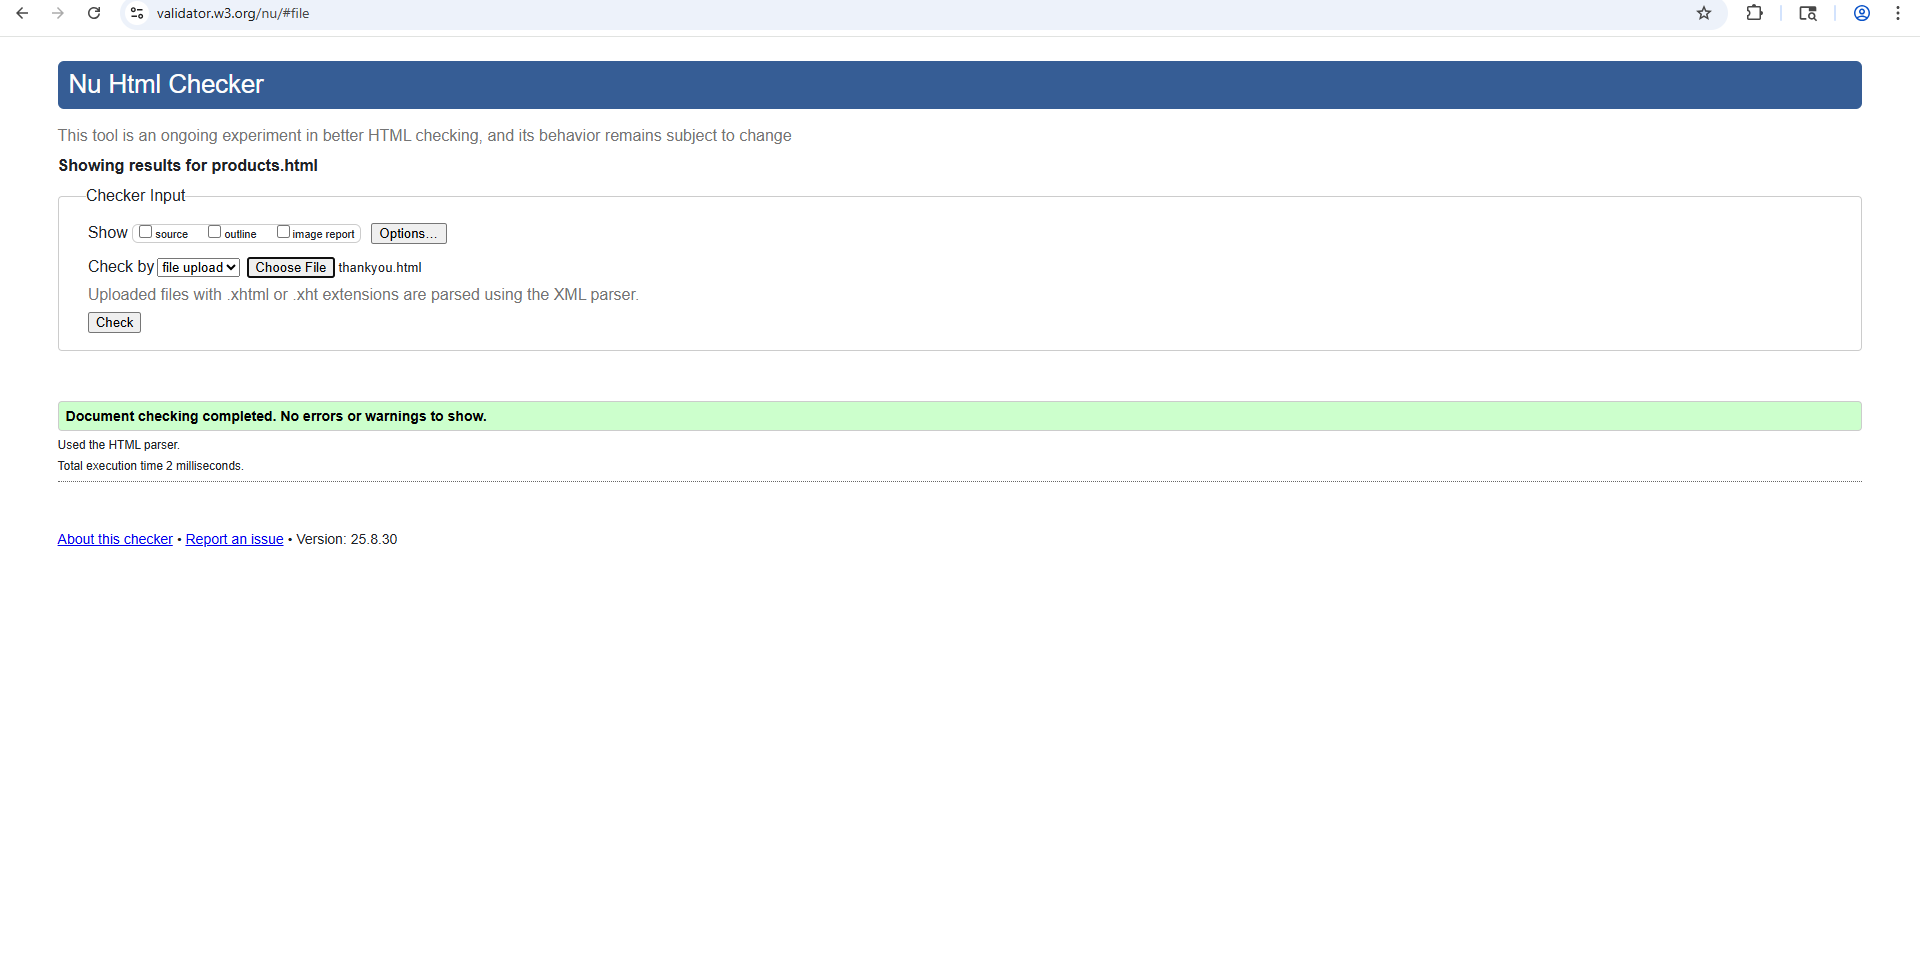 validator.w3.org/nu/#file
Nu Html Checker
This tool is an ongoing experiment in better HTML checking, and its behavior remains subject to change
Showing results for products.html
Checker Input
Show source outline image report Options...
Check by file upload Choose File thankyou.html
Uploaded files with .xhtml or .xht extensions are parsed using the XML parser.
Check
Document checking completed. No errors or warnings to show.
Used the HTML parser.
Total execution time 2 milliseconds.
About this checker • Report an issue • Version: 25.8.30